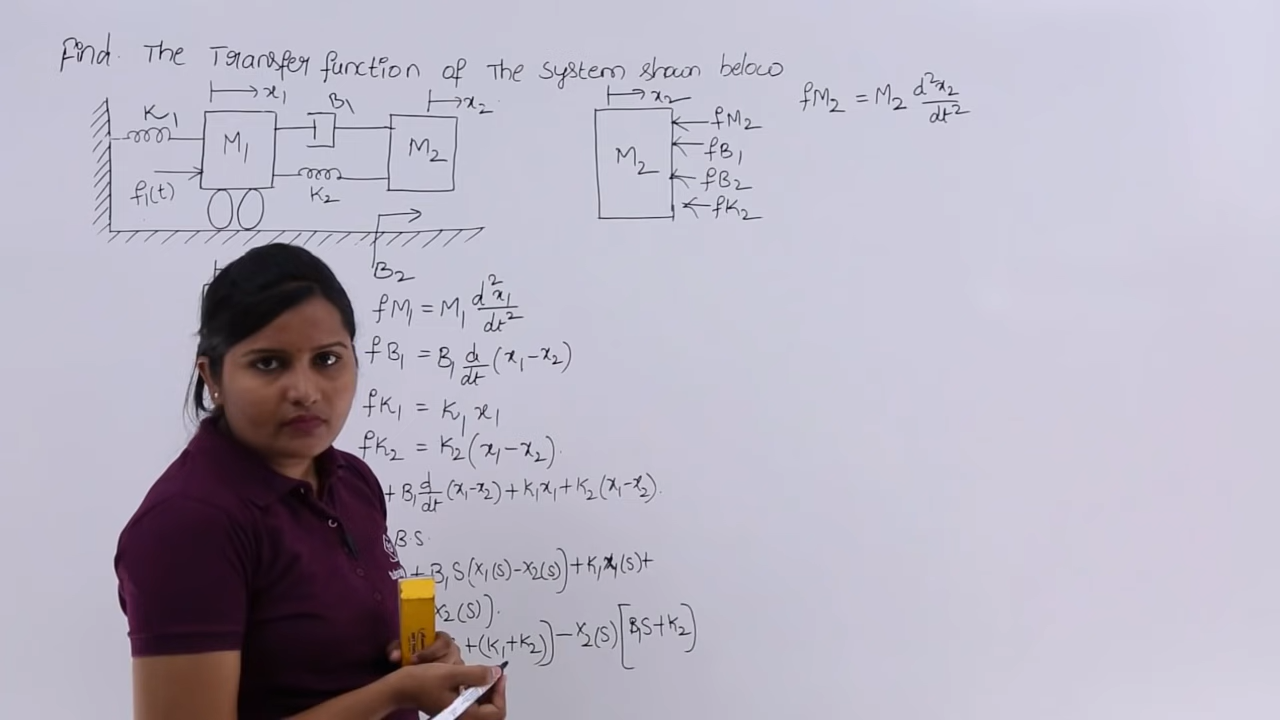 Find. The Transfer function of The system shown below
x₁
x₂
K₁
B₁
M₁
M₂
f₁(t)
K₂
B₂
x₂
M₂
fM₂
fB₁
fB₂
fK₂
fM₂ = M₂ d²x₂/dt²
fM₁ = M₁ d²x₁/dt²
fB₁ = B₁ d/dt (x₁-x₂)
fK₁ = K₁ x₁
fK₂ = K₂(x₁-x₂).
+ B₁ d/dt (x₁-x₂) + K₁x₁ + K₂(x₁-x₂).
B.S.
+ B₁S(X₁(S)-X₂(S)) + K₁X₁(S)+
X₂(S)).
+(K₁+K₂)] - X₂(S)[B₁S+K₂]